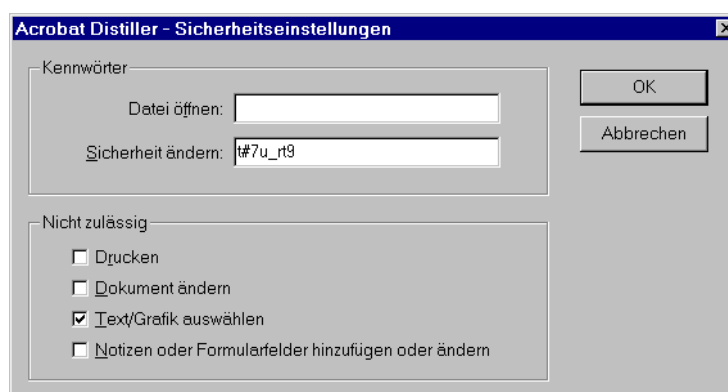 Acrobat Distiller - Sicherheitseinstellungen
Kennwörter
Datei öffnen:
Sicherheit ändern: t#7u_rt9
OK
Abbrechen
Nicht zulässig
Drucken
Dokument ändern
Text/Grafik auswählen
Notizen oder Formularfelder hinzufügen oder ändern